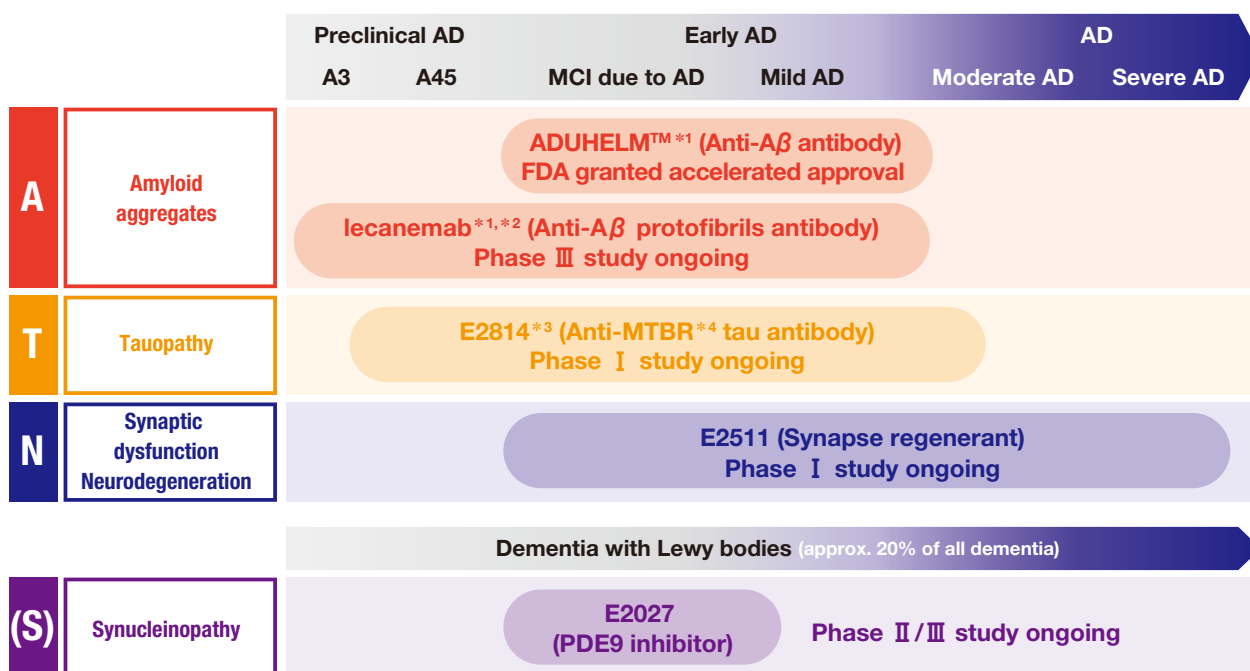 Preclinical AD Early AD AD
A3 A45 MCI due to AD Mild AD Moderate AD Severe AD
A
Amyloid
aggregates
ADUHELM™ *1 (Anti-Aβ antibody)
FDA granted accelerated approval
lecanemab*1,*2 (Anti-Aβ protofibrils antibody)
Phase Ⅲ study ongoing
T
Tauopathy
E2814*3 (Anti-MTBR*4 tau antibody)
Phase Ⅰ study ongoing
N
Synaptic
dysfunction
Neurodegeneration
E2511 (Synapse regenerant)
Phase Ⅰ study ongoing
Dementia with Lewy bodies (approx. 20% of all dementia)
(S)
Synucleinopathy
E2027
(PDE9 inhibitor)
Phase Ⅱ/Ⅲ study ongoing